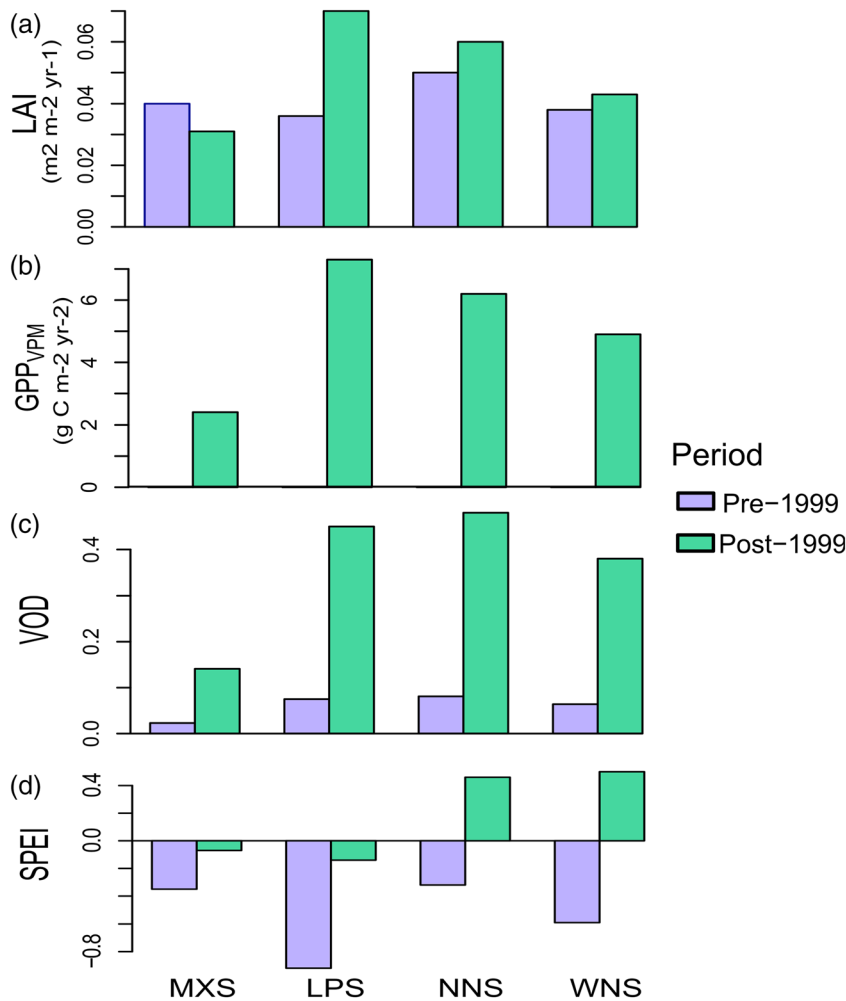 (a)
LAI
(m2 m-2 yr-1)
0.00 0.02 0.04 0.06
(b)
GPPVPM
(g C m-2 yr-2)
0 2 4 6
Period
Pre−1999
Post−1999
(c)
VOD
0.0 0.2 0.4
(d)
SPEI
−0.8 0.0 0.4
MXS LPS NNS WNS